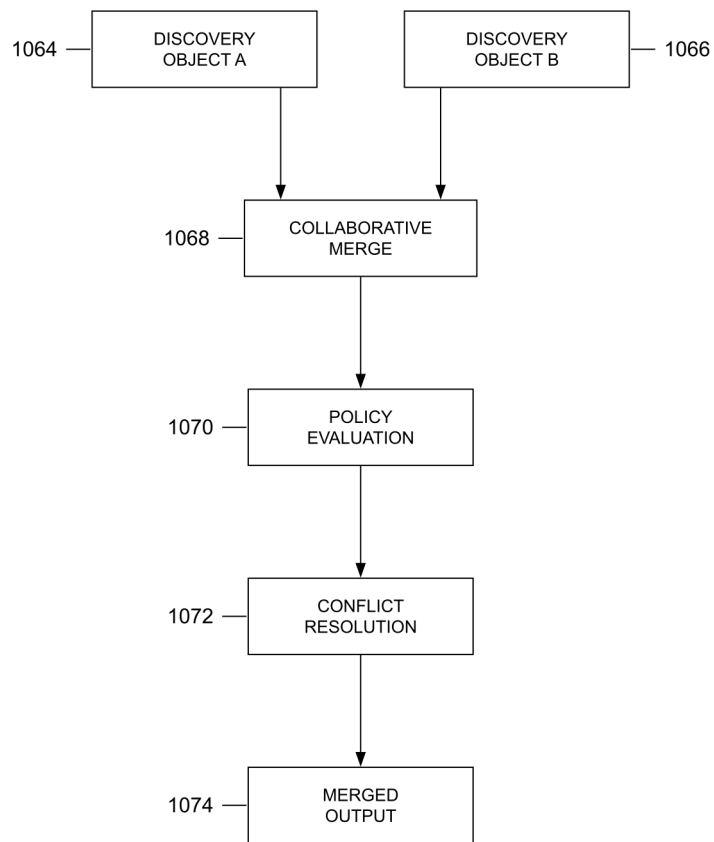 1064
DISCOVERY
OBJECT A
DISCOVERY
OBJECT B
1066
1068
COLLABORATIVE
MERGE
1070
POLICY
EVALUATION
1072
CONFLICT
RESOLUTION
1074
MERGED
OUTPUT